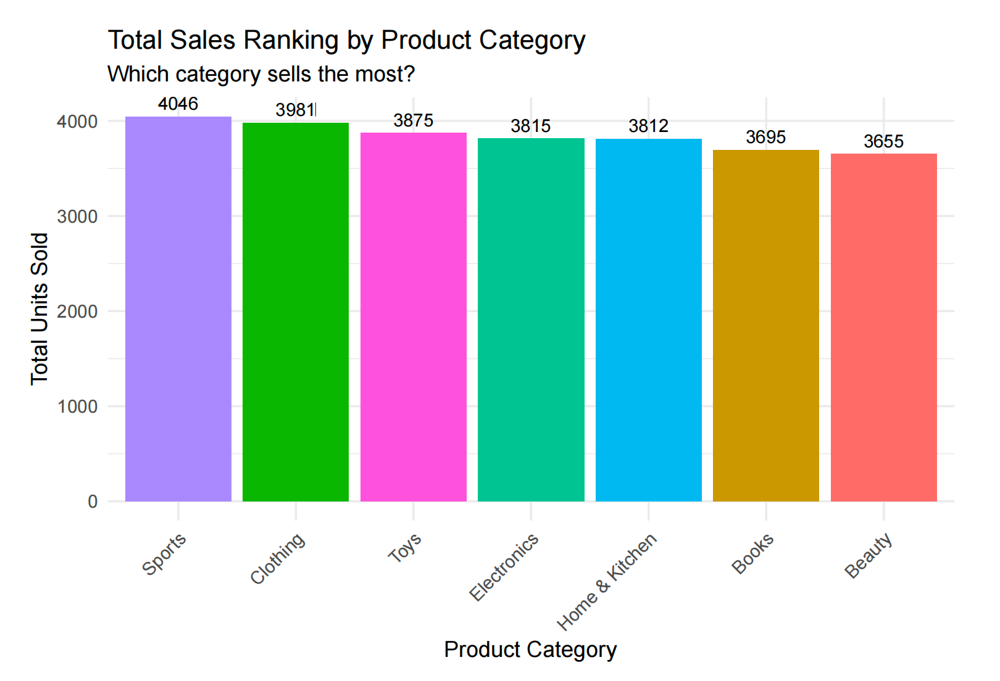 Total Sales Ranking by Product Category
Which category sells the most?
4046
3981
3875
3815
3812
3695
3655
4000
3000
2000
1000
0
Total Units Sold
Sports
Clothing
Toys
Electronics
Home & Kitchen
Books
Beauty
Product Category